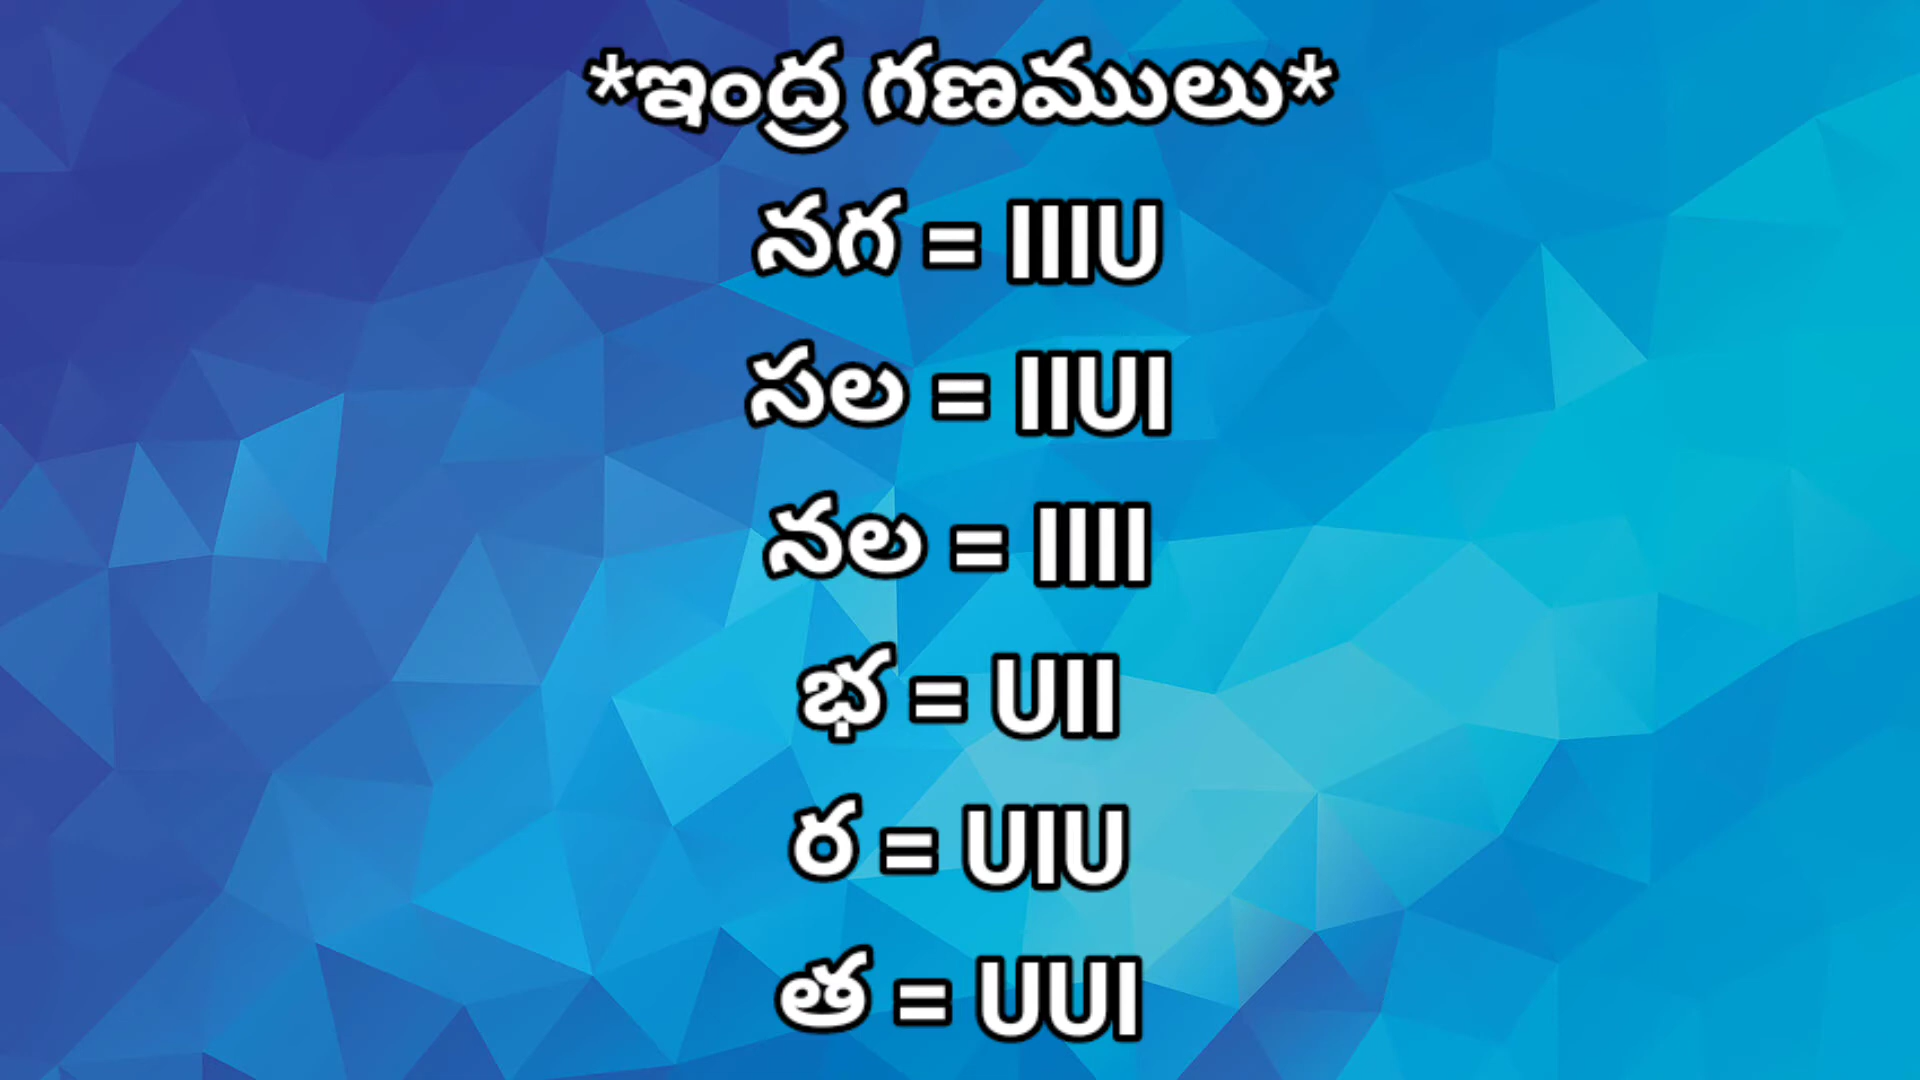 *ఇంద్ర గణములు*
నగ = IIIU
సల = IIUI
నల = IIII
భ = UII
ర = UIU
త = UUI